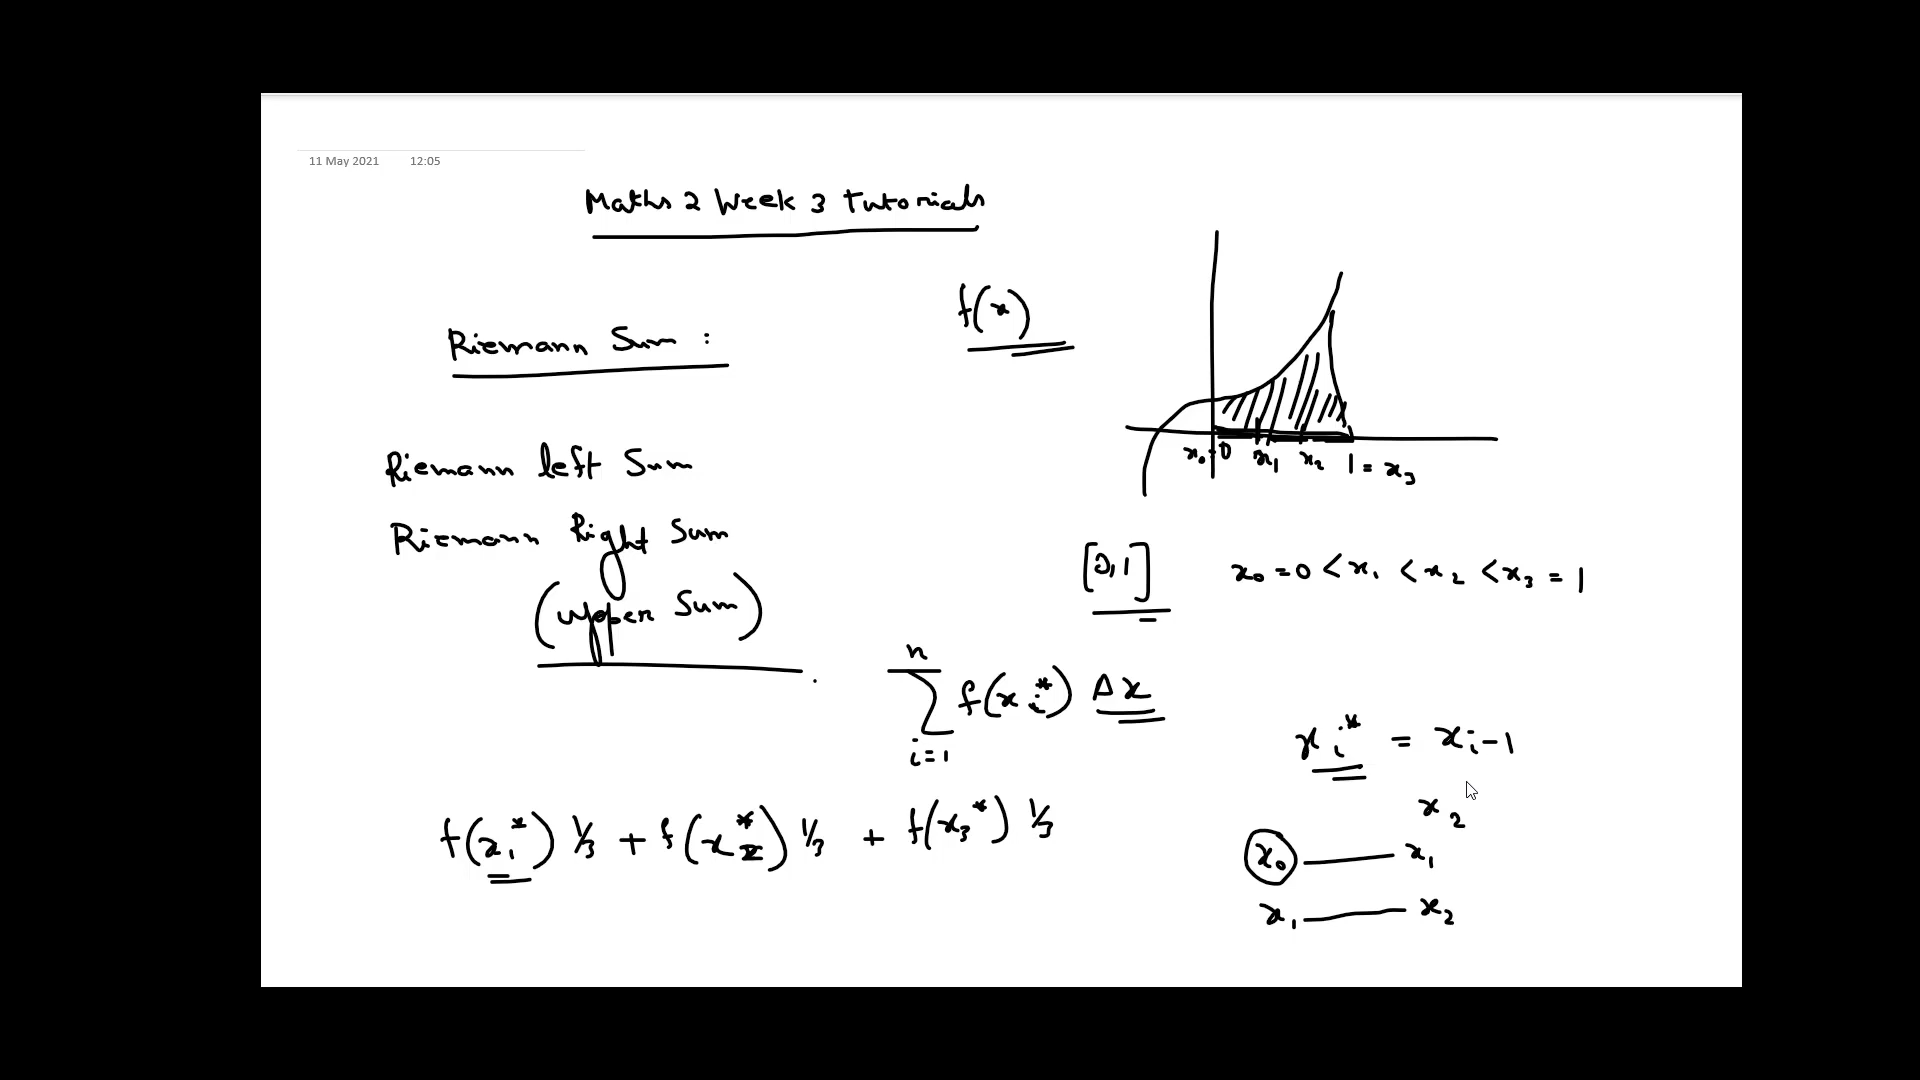 11 May 2021 12:05
Maths 2 Week 3 Tutorials
f(x)
Riemann Sum :
x₀=0 x₁ x₂ 1 = x₃
Riemann left Sum
Riemann Right Sum
(upper Sum)
[0,1] x₀ = 0 < x₁ < x₂ < x₃ = 1
n
∑ f(xᵢ*) Δx
i=1
xᵢ* = xᵢ₋₁
f(x₁*) 1/3 + f(x₂*) 1/3 + f(x₃*) 1/3
x₂
x₀ — x₁
x₁ — x₂